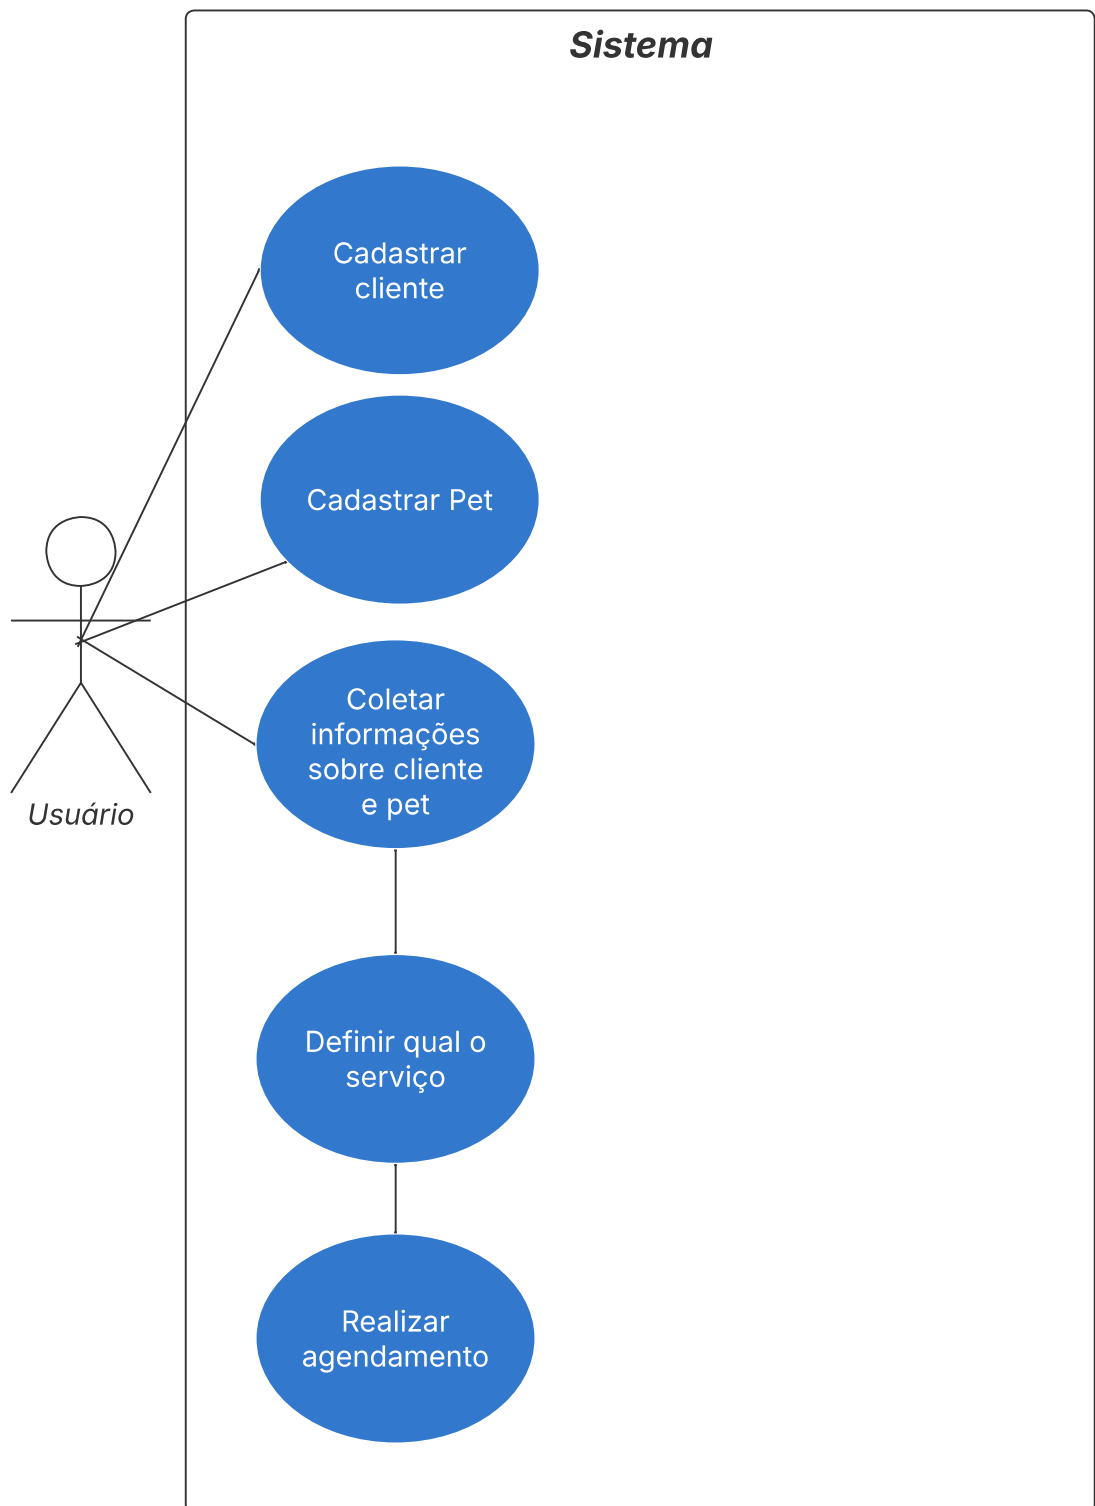 Sistema
Cadastrar
cliente
Cadastrar Pet
Coletar
informações
sobre cliente
e pet
Usuário
Definir qual o
serviço
Realizar
agendamento